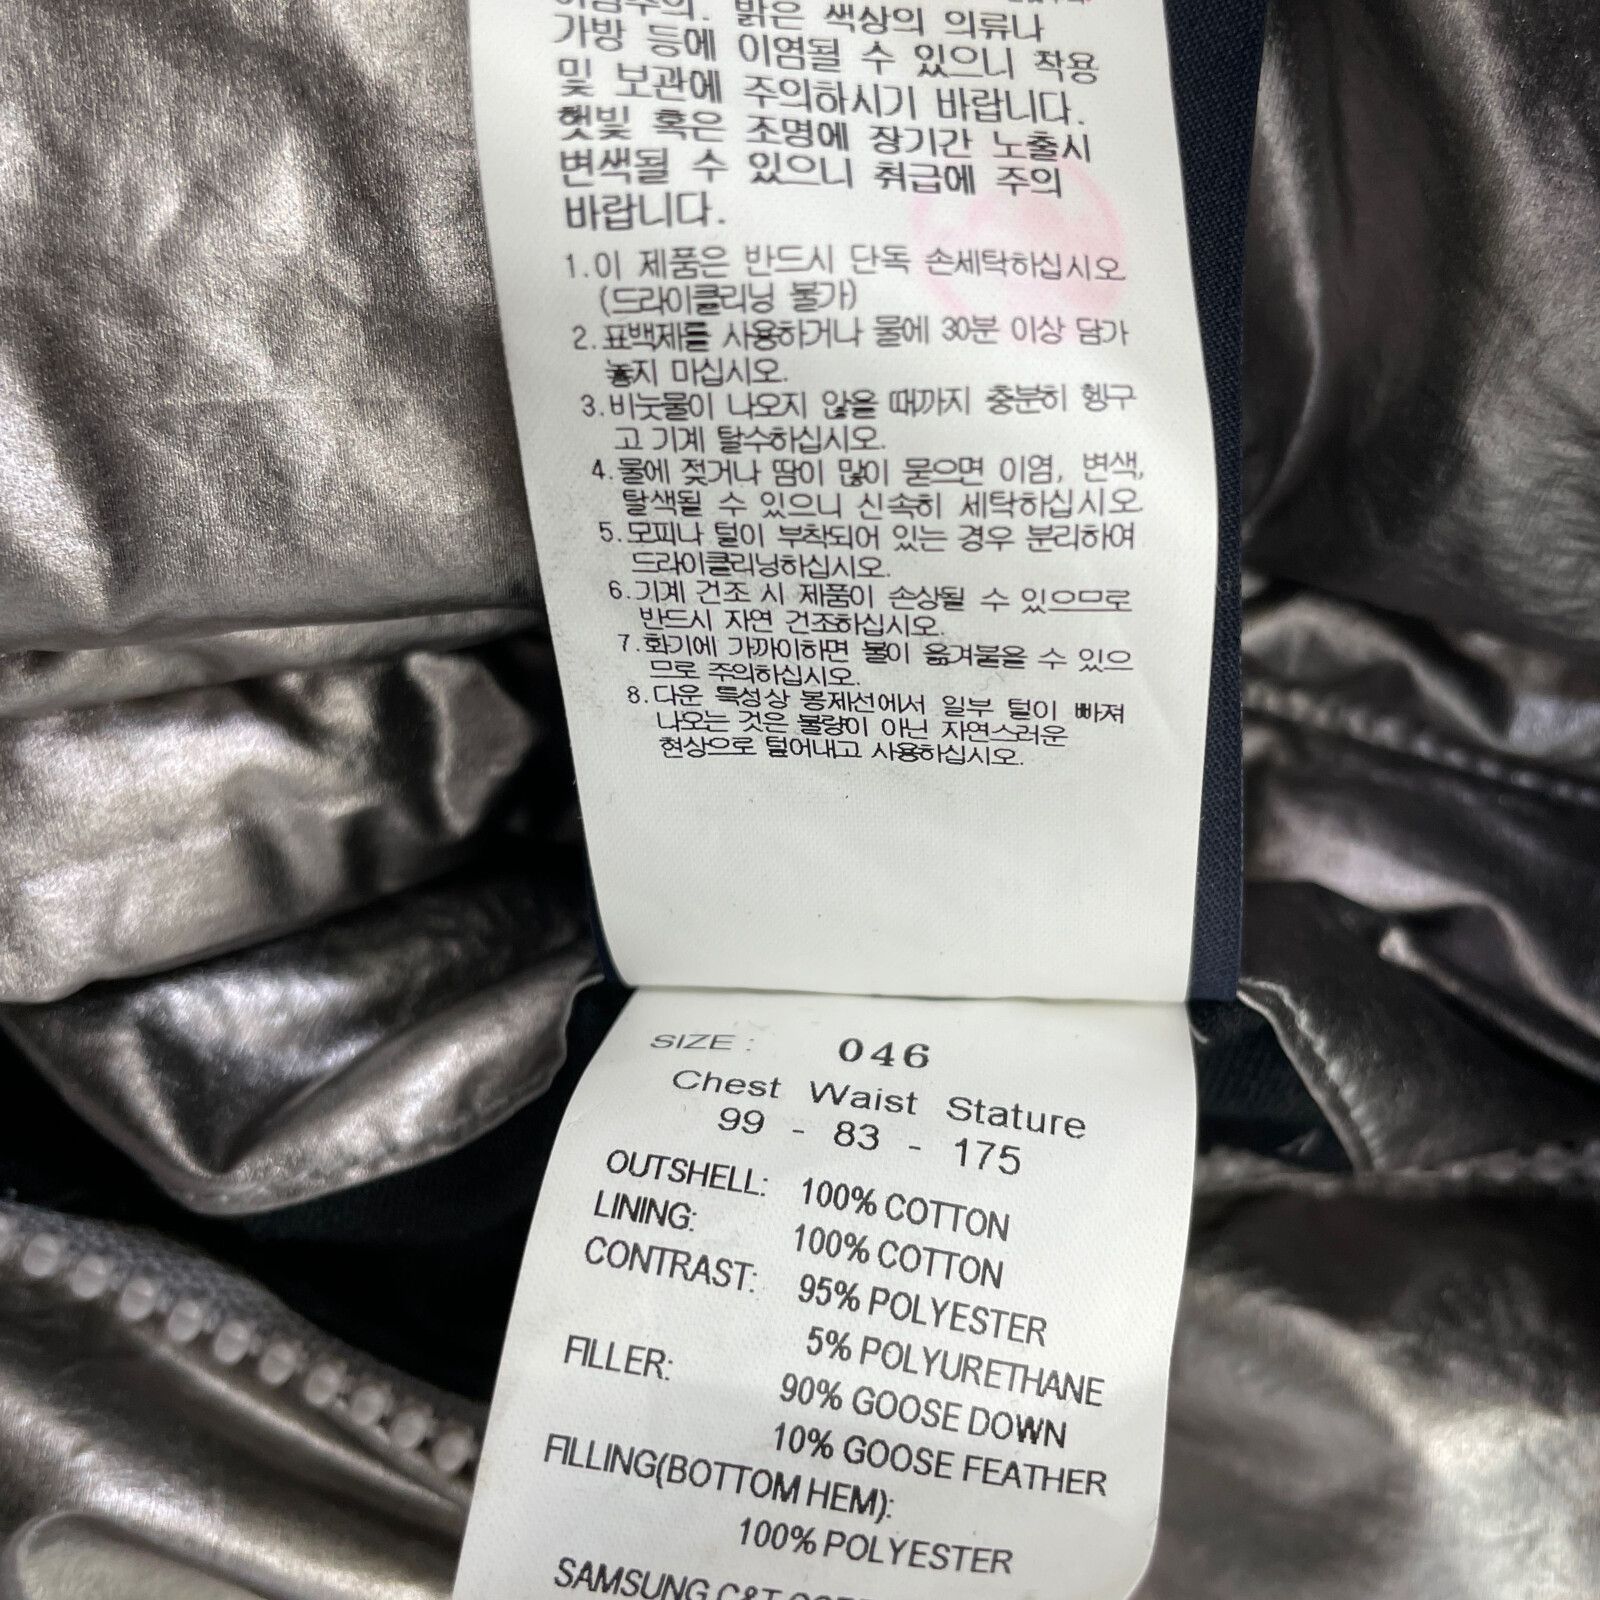 밝은 색상의 의류나
가방 등에 이염될 수 있으니 착용
및 보관에 주의하시기 바랍니다.
햇빛 혹은 조명에 장기간 노출시
변색될 수 있으니 취급에 주의
바랍니다.
1.이 제품은 반드시 단독 손세탁하십시오
(드라이클리닝 불가)
2.표백제를 사용하거나 물에 30분 이상 담가
놓지 마십시오.
3.비눗물이 나오지 않을 때까지 충분히 헹구
고 기계 탈수하십시오.
4.물에 젖거나 땀이 많이 묻으면 이염, 변색,
탈색될 수 있으니 신속히 세탁하십시오
5.모피나 털이 부착되어 있는 경우 분리하여
드라이클리닝하십시오.
6.기계 건조 시 제품이 손상될 수 있으므로
반드시 자연 건조하십시오.
7.화기에 가까이하면 불이 옮겨붙을 수 있으
므로 주의하십시오.
8.다운 특성상 봉제선에서 일부 털이 빠져
나오는 것은 불량이 아닌 자연스러운
현상으로 털어내고 사용하십시오.
SIZE : 046
Chest Waist Stature
99 - 83 - 175
OUTSHELL: 100% COTTON
LINING: 100% COTTON
CONTRAST: 95% POLYESTER
5% POLYURETHANE
FILLER: 90% GOOSE DOWN
10% GOOSE FEATHER
FILLING(BOTTOM HEM):
100% POLYESTER
SAMSUNG C&T